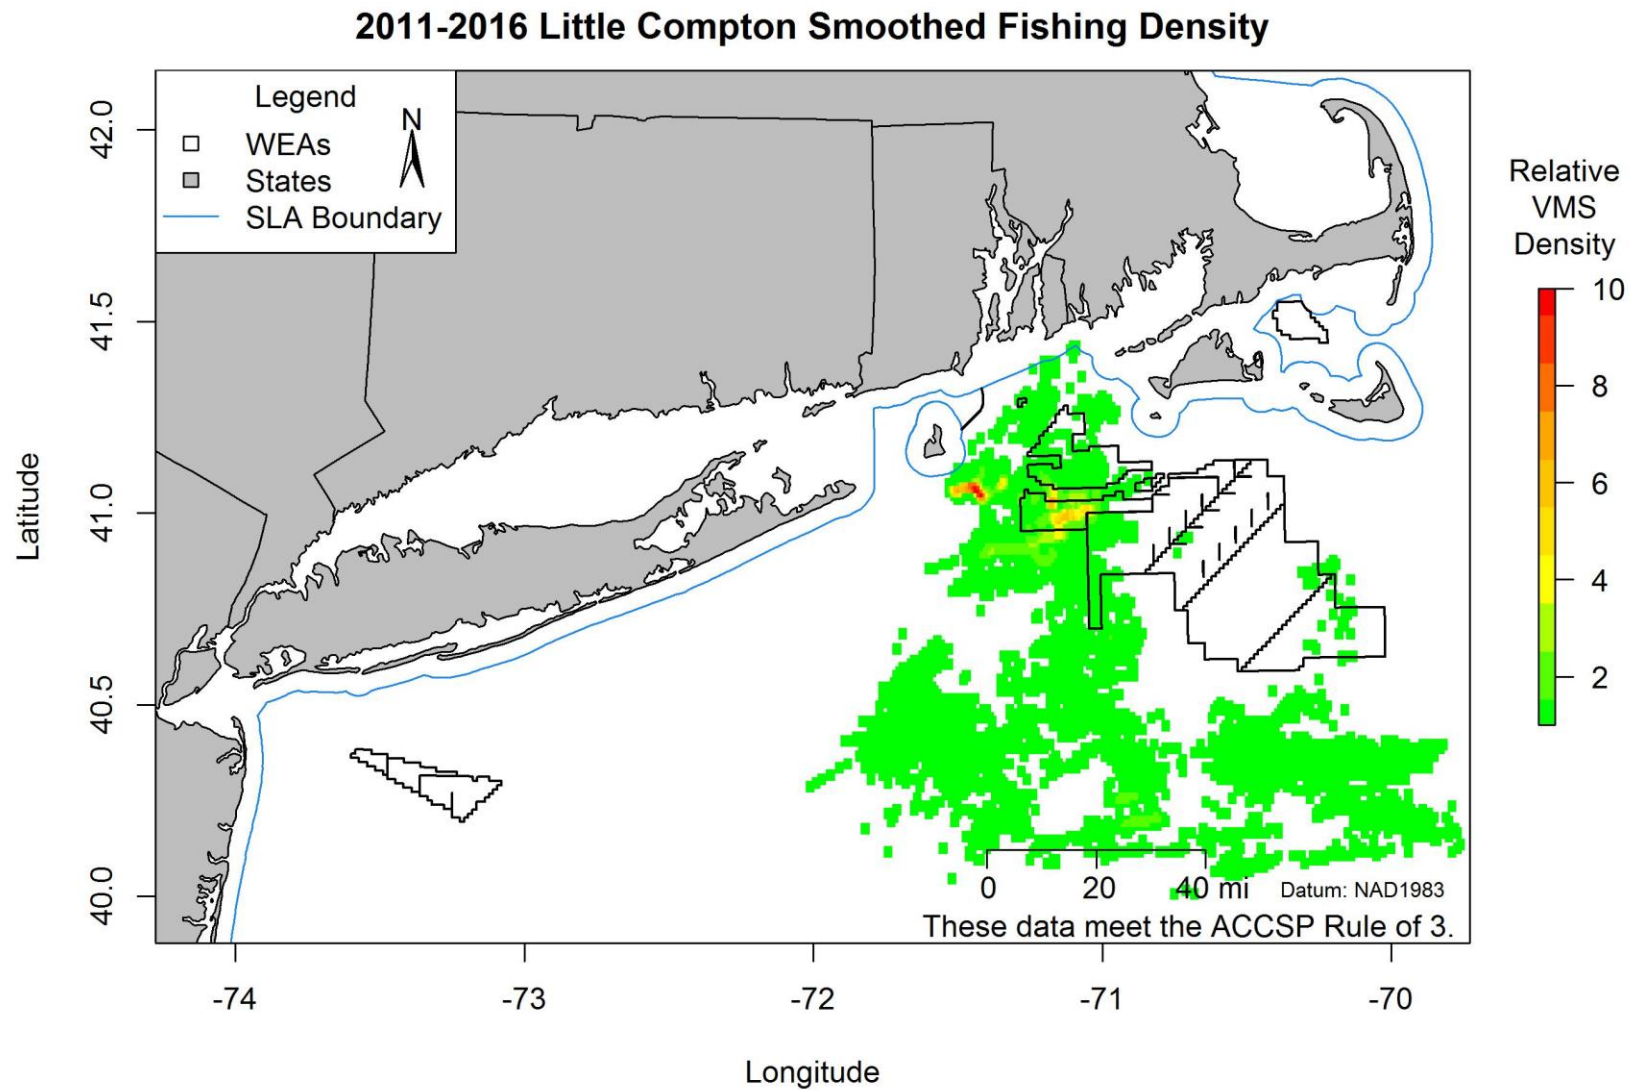 2011-2016 Little Compton Smoothed Fishing Density
Legend
N
WEAs
States
SLA Boundary
Relative
VMS
Density
10
8
6
4
2
Latitude
42.0
41.5
41.0
40.5
40.0
0 20 40 mi
Datum: NAD1983
These data meet the ACCSP Rule of 3.
-74 -73 -72 -71 -70
Longitude